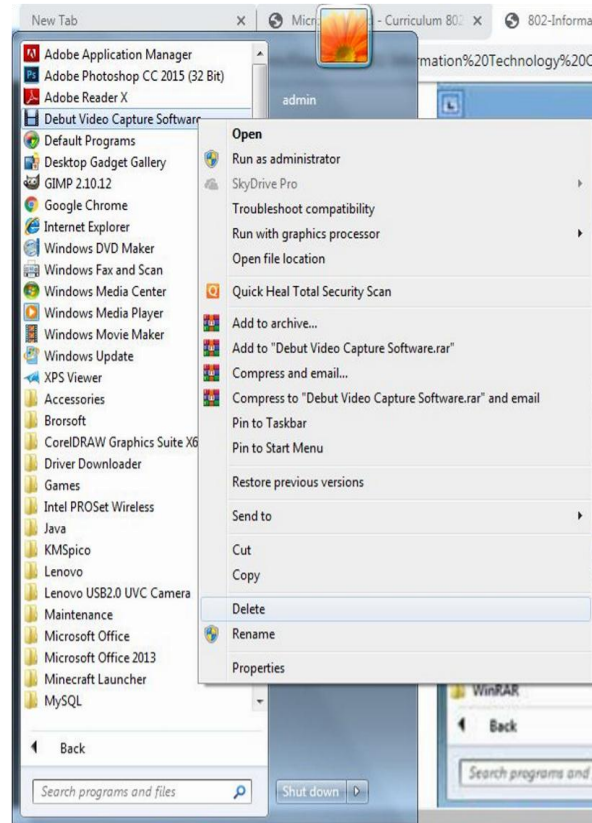 New Tab
Curriculum 802
802-Informa
rmation%20Technology%20C
Adobe Application Manager
Adobe Photoshop CC 2015 (32 Bit)
Adobe Reader X
admin
Debut Video Capture Software
Default Programs
Desktop Gadget Gallery
GIMP 2.10.12
Google Chrome
Internet Explorer
Windows DVD Maker
Windows Fax and Scan
Windows Media Center
Windows Media Player
Windows Movie Maker
Windows Update
XPS Viewer
Accessories
Brorsoft
CorelDRAW Graphics Suite X6
Driver Downloader
Games
Intel PROSet Wireless
Java
KMSpico
Lenovo
Lenovo USB2.0 UVC Camera
Maintenance
Microsoft Office
Microsoft Office 2013
Minecraft Launcher
MySQL
Back
Search programs and files
Shut down
Open
Run as administrator
SkyDrive Pro
Troubleshoot compatibility
Run with graphics processor
Open file location
Quick Heal Total Security Scan
Add to archive...
Add to "Debut Video Capture Software.rar"
Compress and email...
Compress to "Debut Video Capture Software.rar" and email
Pin to Taskbar
Pin to Start Menu
Restore previous versions
Send to
Cut
Copy
Delete
Rename
Properties
WinRAR
Back
Search programs and